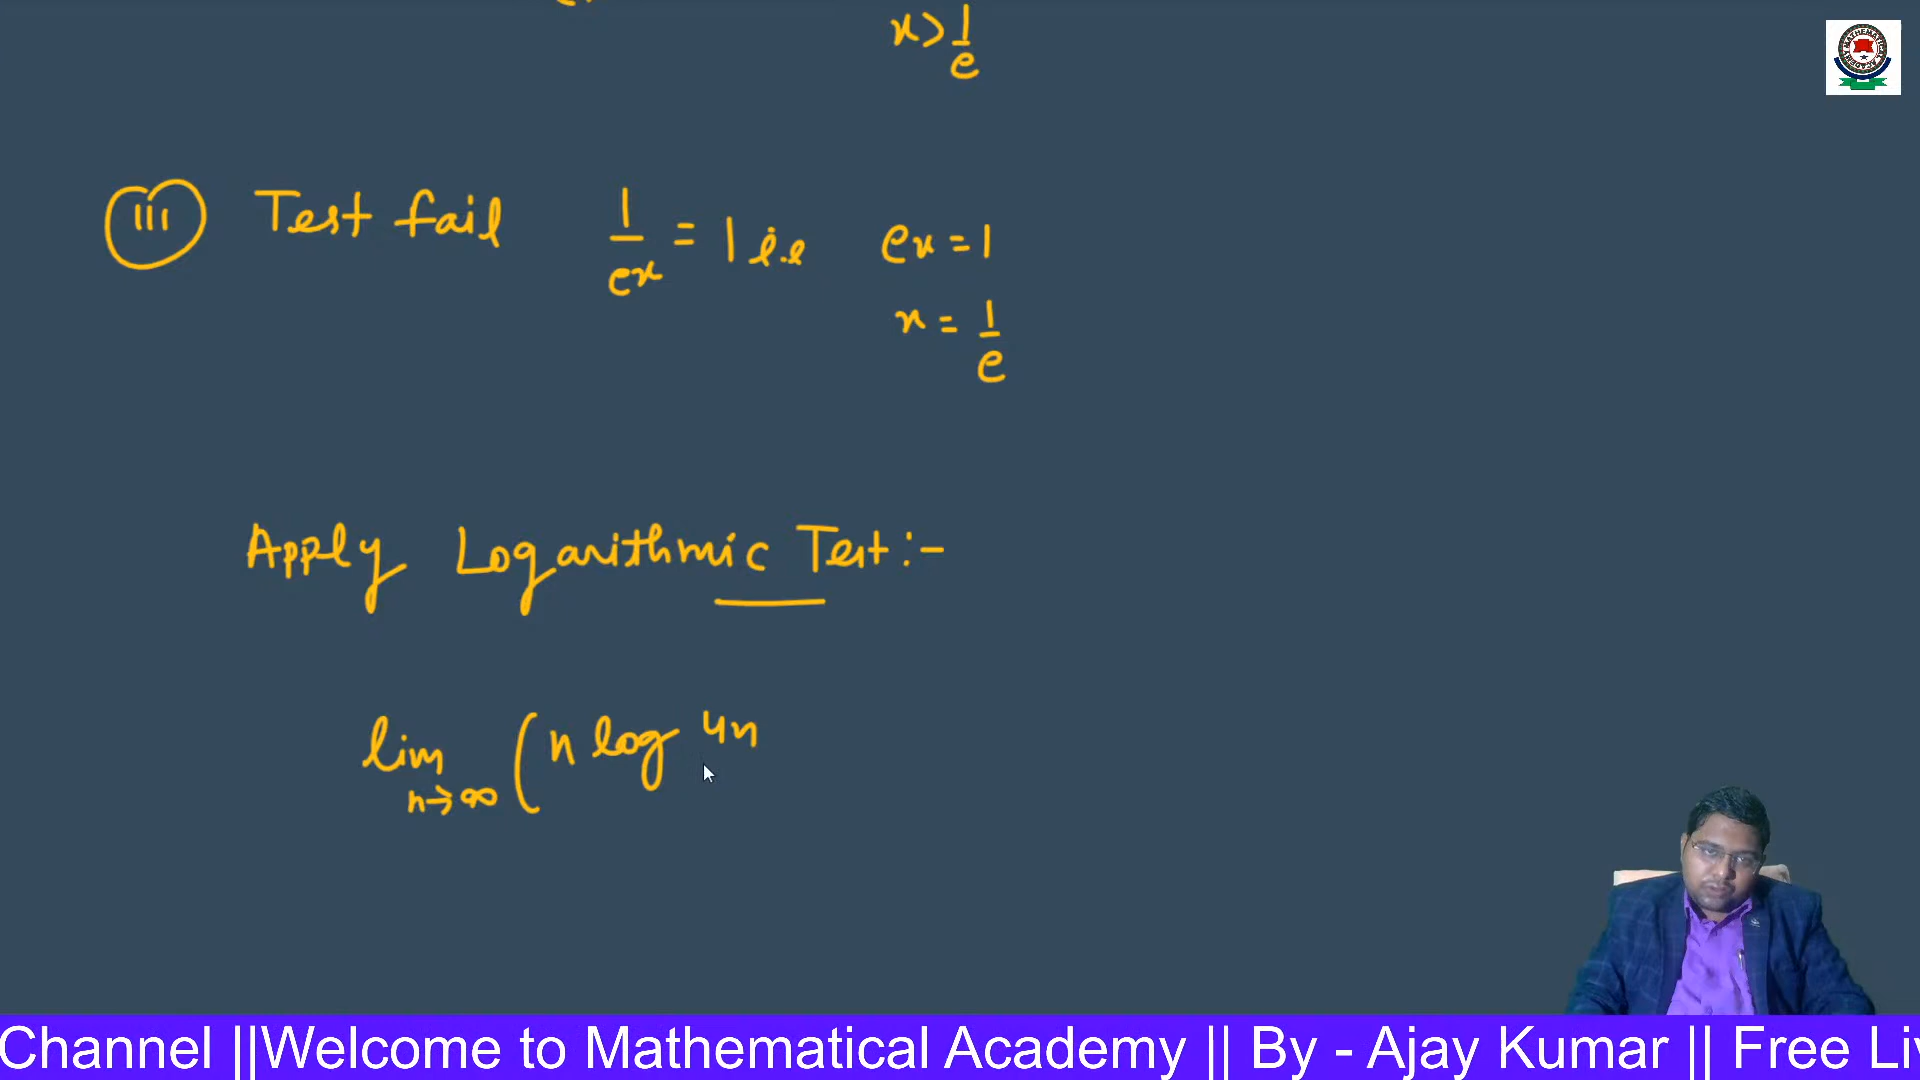 x > 1/e
(iii) Test fail 1/ex = 1 i.e ex = 1
x = 1/e
Apply Logarithmic Test :-
lim n→∞ ( n log un
Channel ||Welcome to Mathematical Academy || By - Ajay Kumar || Free Liv